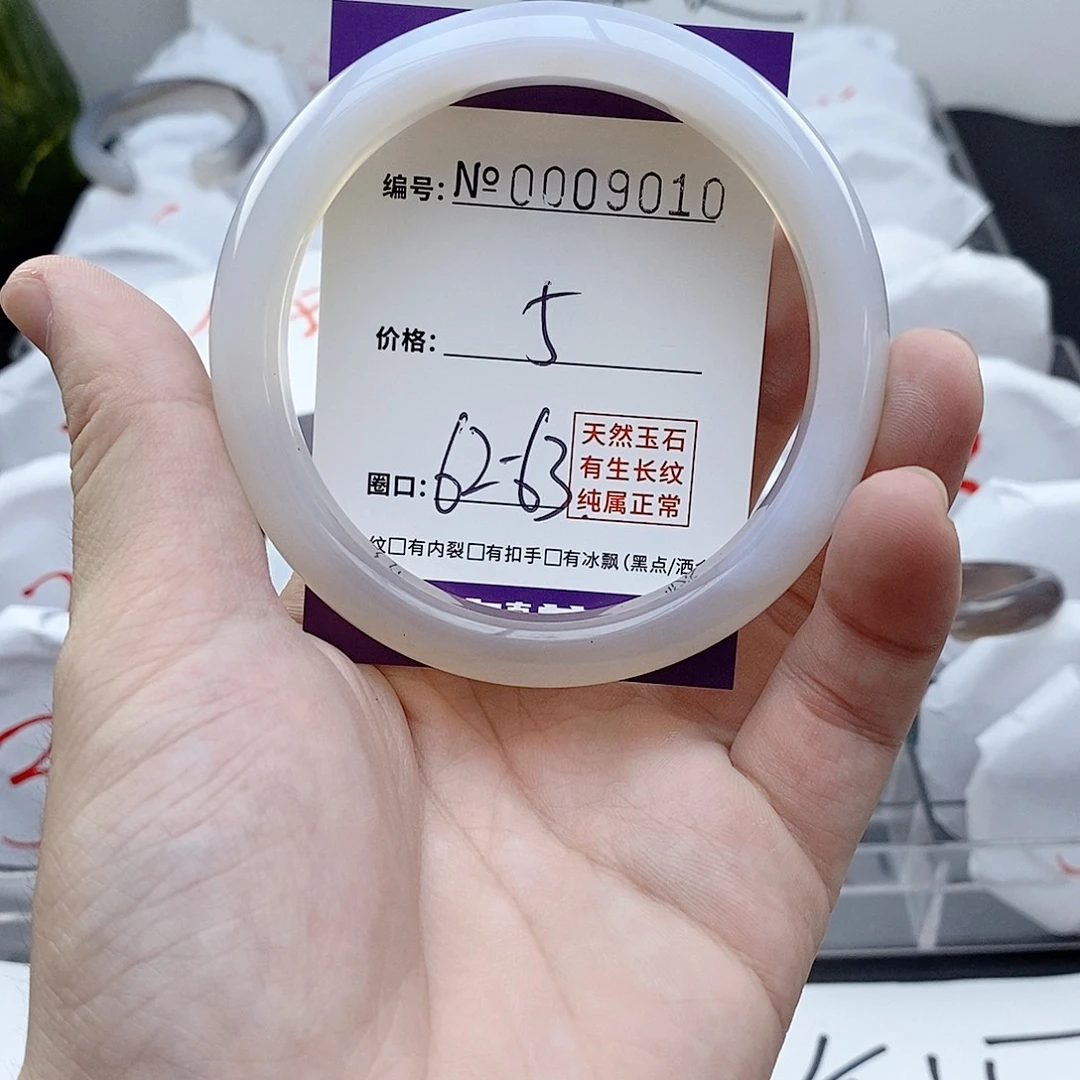 编号: №0009010
价格: 5
圈口: 62-63
天然玉石
有生长纹
纯属正常
纹□有内裂□有扣手□有冰飘(黑点/洒